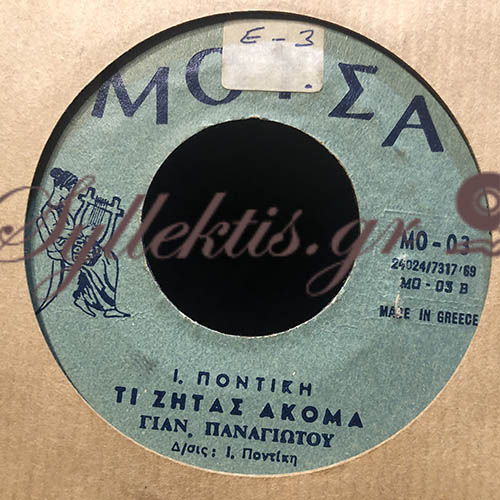 E-3
ΜΟΥΣΑ
Syllektis.gr
MO-03
24024/7317/69
MO-03 B
MADE IN GREECE
Ι. ΠΟΝΤΙΚΗ
ΤΙ ΖΗΤΑΣ ΑΚΟΜΑ
ΓΙΑΝ. ΠΑΝΑΓΙΩΤΟΥ
Δ/σις: Ι. Ποντίκη